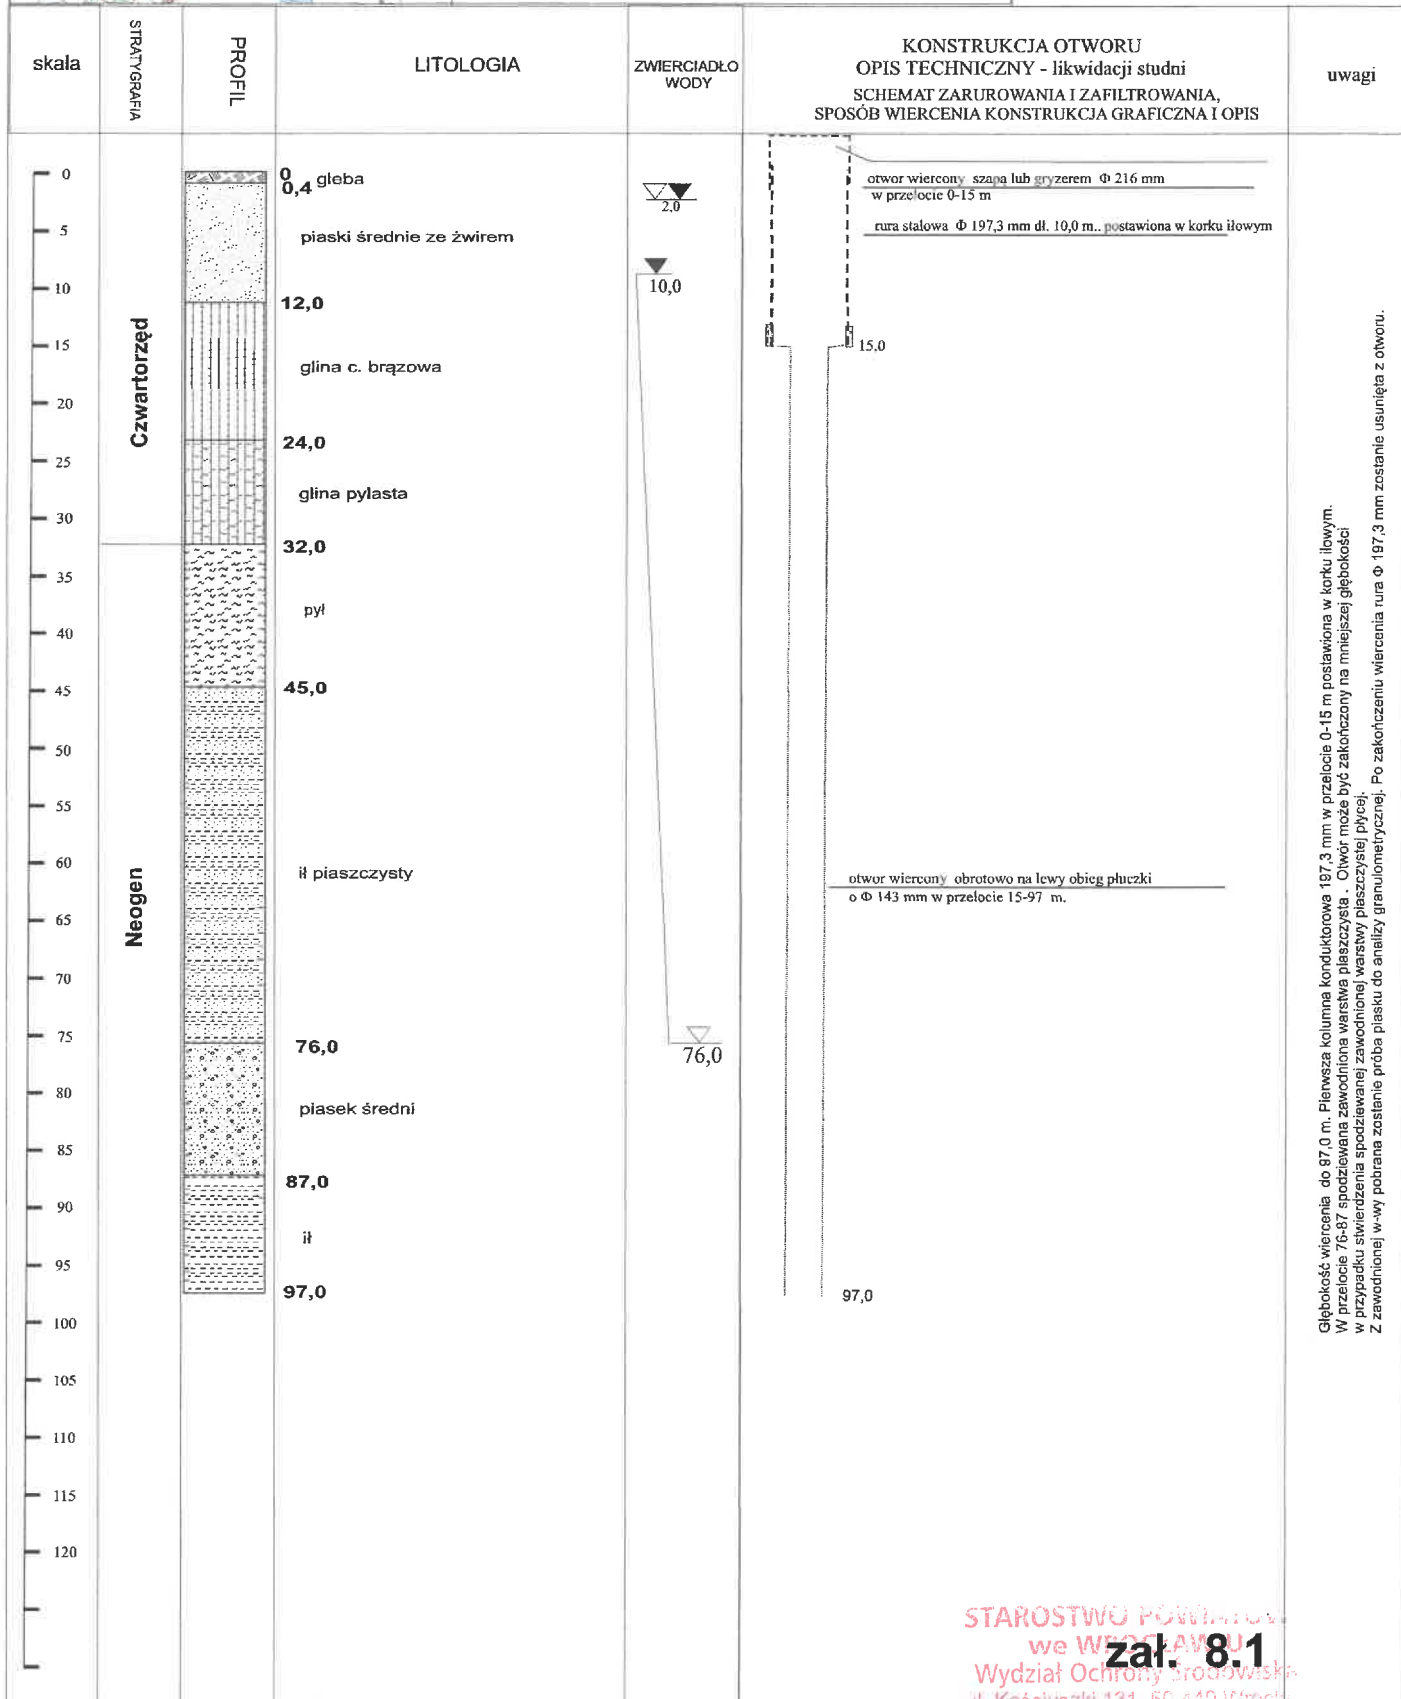 skala
STRATYGRAFIA
PROFIL
LITOLOGIA
ZWIERCIADŁO
WODY
KONSTRUKCJA OTWORU
OPIS TECHNICZNY - likwidacji studni
SCHEMAT ZARUROWANIA I ZAFILTROWANIA,
SPOSÓB WIERCENIA KONSTRUKCJA GRAFICZNA I OPIS
uwagi
0
5
10
15
20
25
30
35
40
45
50
55
60
65
70
75
80
85
90
95
100
105
110
115
120
Czwartorzęd
Neogen
0
0,4 gleba
piaski średnie ze żwirem
12,0
glina c. brązowa
24,0
glina pylasta
32,0
pył
45,0
ił piaszczysty
76,0
piasek średni
87,0
ił
97,0
2,0
10,0
76,0
otwor wiercony szapą lub gryzerem Φ 216 mm
w przelocie 0-15 m
rura stalowa Φ 197,3 mm dł. 10,0 m.. postawiona w korku iłowym
15,0
otwor wiercony obrotowo na lewy obieg płuczki
o Φ 143 mm w przelocie 15-97 m.
97,0
Głębokość wiercenia do 97,0 m. Pierwsza kolumna konduktorowa 197,3 mm w przelocie 0-15 m postawiona w korku iłowym.
W przelocie 76-87 spodziewana zawodniona warstwa piaszczysta . Otwór może być zakończony na mniejszej głębokości
w przypadku stwierdzenia spodziewanej zawodnionej warstwy piaszczystej płycej.
Z zawodnionej w-wy pobrana zostanie próba piasku do analizy granulometrycznej. Po zakończeniu wiercenia rura Φ 197,3 mm zostanie usunięta z otworu.
STAROSTWO POWIATOWE
we WROCŁAWIU
Wydział Ochrony Środowiska
zał. 8.1